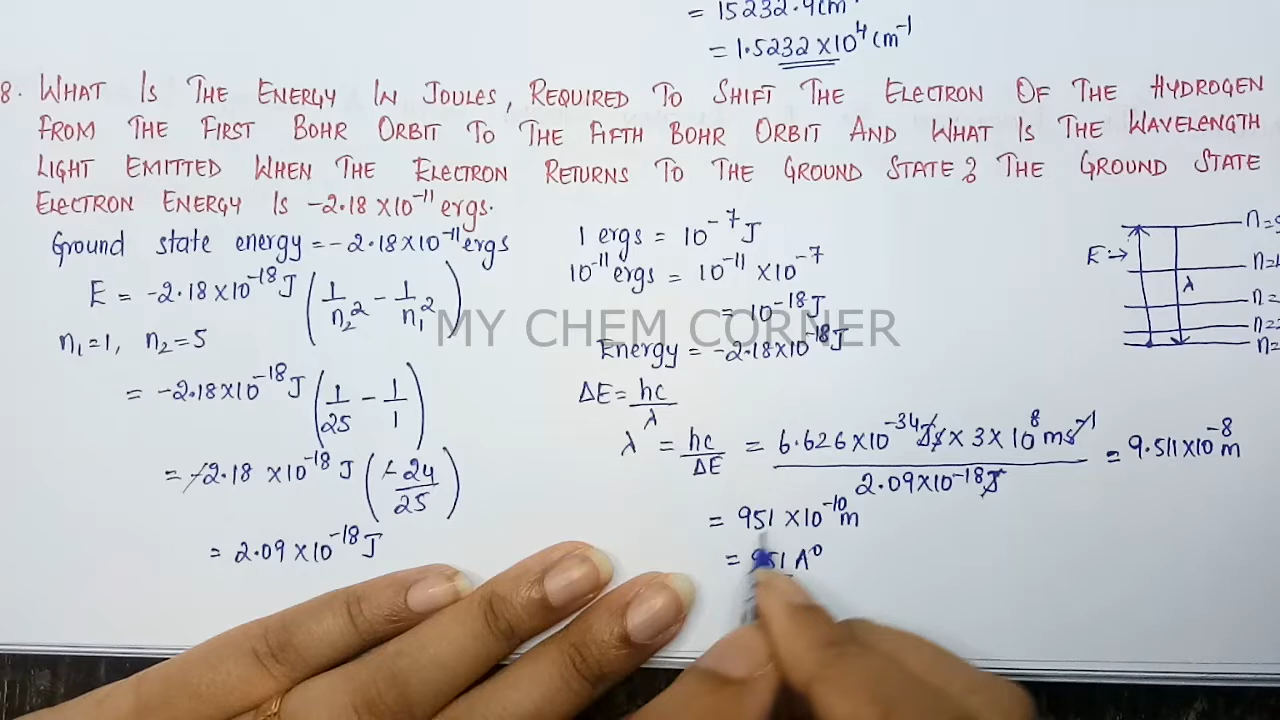 = 15232.9 cm
= 1.5232 × 10⁴ cm⁻¹
8. WHAT IS THE ENERGY IN JOULES, REQUIRED TO SHIFT THE ELECTRON OF THE HYDROGEN
FROM THE FIRST BOHR ORBIT TO THE FIFTH BOHR ORBIT AND WHAT IS THE WAVELENGTH
LIGHT EMITTED WHEN THE ELECTRON RETURNS TO THE GROUND STATE? THE GROUND STATE
ELECTRON ENERGY IS -2.18 × 10⁻¹¹ ergs.
Ground state energy = -2.18 × 10⁻¹¹ ergs
E = -2.18 × 10⁻¹⁸ J (1/n₂² - 1/n₁²)
n₁ = 1, n₂ = 5
= -2.18 × 10⁻¹⁸ J (1/25 - 1/1)
= -2.18 × 10⁻¹⁸ J (-24/25)
= 2.09 × 10⁻¹⁸ J
1 ergs = 10⁻⁷ J
10⁻¹¹ ergs = 10⁻¹¹ × 10⁻⁷
= 10⁻¹⁸ J
MY CHEM CORNER
Energy = -2.18 × 10⁻¹⁸ J
ΔE = hc/λ
λ = hc/ΔE = 6.626 × 10⁻³⁴ Js × 3 × 10⁸ ms⁻¹ / 2.09 × 10⁻¹⁸ J = 9.511 × 10⁻⁸ m
= 951 × 10⁻¹⁰ m
= 951 A⁰
E →
λ
n =
n =
n =
n =
n =